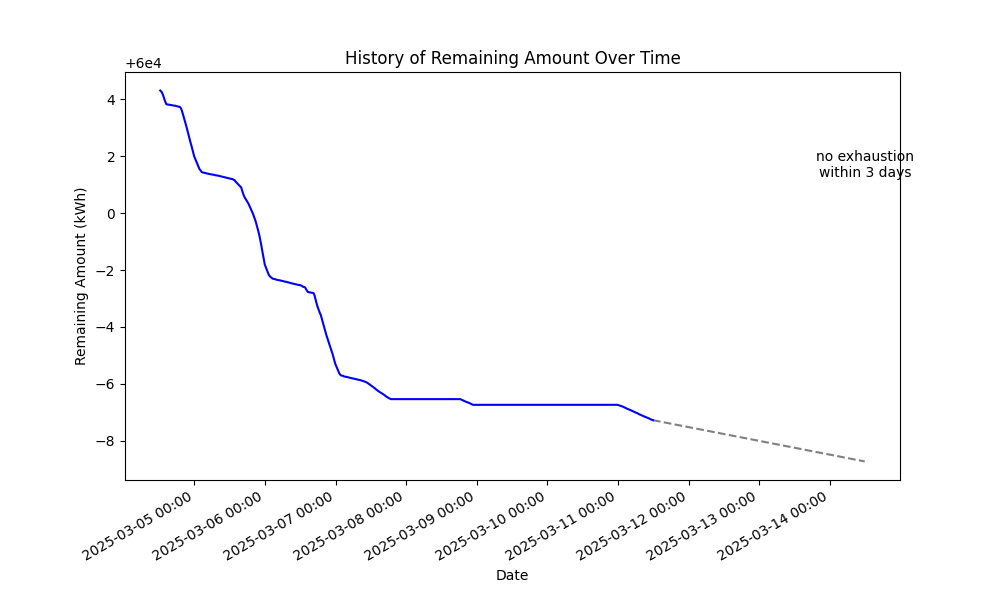 History of Remaining Amount Over Time
+6e4
4
2
0
−2
−4
−6
−8
Remaining Amount (kWh)
no exhaustion
within 3 days
2025-03-05 00:00
2025-03-06 00:00
2025-03-07 00:00
2025-03-08 00:00
2025-03-09 00:00
2025-03-10 00:00
2025-03-11 00:00
2025-03-12 00:00
2025-03-13 00:00
2025-03-14 00:00
Date